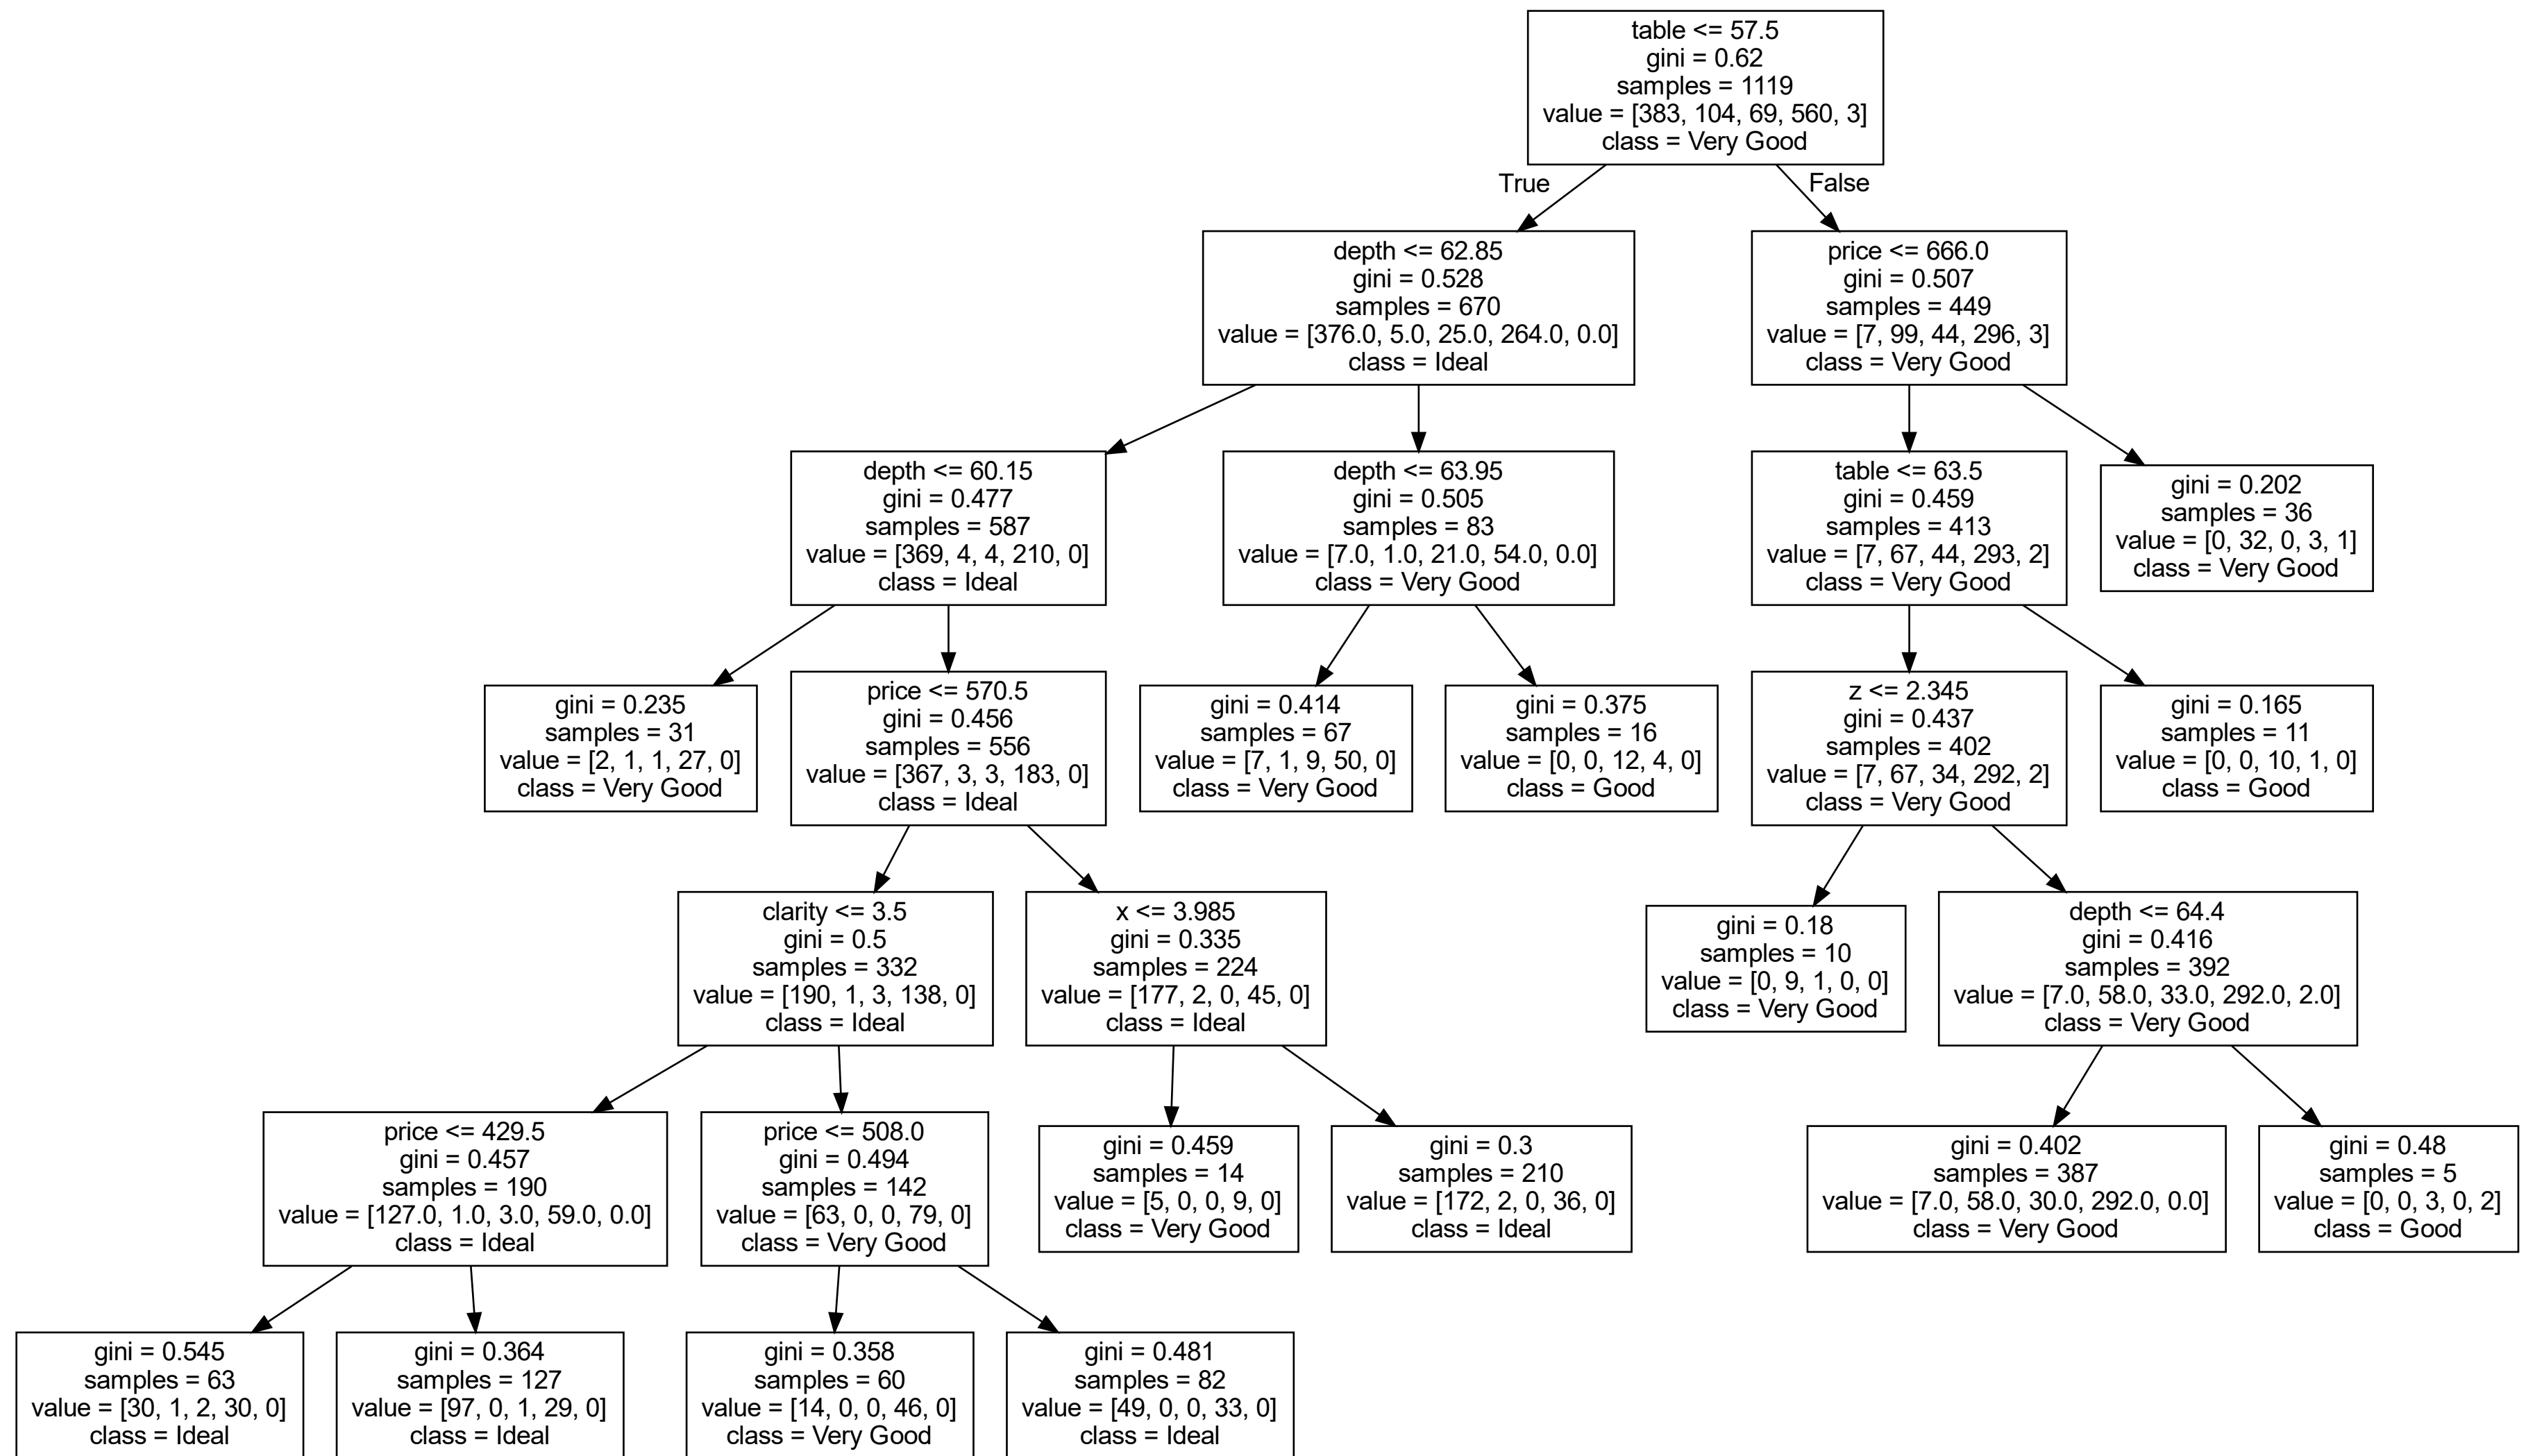 table <= 57.5
gini = 0.62
samples = 1119
value = [383, 104, 69, 560, 3]
class = Very Good
True
False
depth <= 62.85
gini = 0.528
samples = 670
value = [376.0, 5.0, 25.0, 264.0, 0.0]
class = Ideal
price <= 666.0
gini = 0.507
samples = 449
value = [7, 99, 44, 296, 3]
class = Very Good
depth <= 60.15
gini = 0.477
samples = 587
value = [369, 4, 4, 210, 0]
class = Ideal
depth <= 63.95
gini = 0.505
samples = 83
value = [7.0, 1.0, 21.0, 54.0, 0.0]
class = Very Good
table <= 63.5
gini = 0.459
samples = 413
value = [7, 67, 44, 293, 2]
class = Very Good
gini = 0.202
samples = 36
value = [0, 32, 0, 3, 1]
class = Very Good
gini = 0.235
samples = 31
value = [2, 1, 1, 27, 0]
class = Very Good
price <= 570.5
gini = 0.456
samples = 556
value = [367, 3, 3, 183, 0]
class = Ideal
gini = 0.414
samples = 67
value = [7, 1, 9, 50, 0]
class = Very Good
gini = 0.375
samples = 16
value = [0, 0, 12, 4, 0]
class = Good
z <= 2.345
gini = 0.437
samples = 402
value = [7, 67, 34, 292, 2]
class = Very Good
gini = 0.165
samples = 11
value = [0, 0, 10, 1, 0]
class = Good
clarity <= 3.5
gini = 0.5
samples = 332
value = [190, 1, 3, 138, 0]
class = Ideal
x <= 3.985
gini = 0.335
samples = 224
value = [177, 2, 0, 45, 0]
class = Ideal
gini = 0.18
samples = 10
value = [0, 9, 1, 0, 0]
class = Very Good
depth <= 64.4
gini = 0.416
samples = 392
value = [7.0, 58.0, 33.0, 292.0, 2.0]
class = Very Good
price <= 429.5
gini = 0.457
samples = 190
value = [127.0, 1.0, 3.0, 59.0, 0.0]
class = Ideal
price <= 508.0
gini = 0.494
samples = 142
value = [63, 0, 0, 79, 0]
class = Very Good
gini = 0.459
samples = 14
value = [5, 0, 0, 9, 0]
class = Very Good
gini = 0.3
samples = 210
value = [172, 2, 0, 36, 0]
class = Ideal
gini = 0.402
samples = 387
value = [7.0, 58.0, 30.0, 292.0, 0.0]
class = Very Good
gini = 0.48
samples = 5
value = [0, 0, 3, 0, 2]
class = Good
gini = 0.545
samples = 63
value = [30, 1, 2, 30, 0]
class = Ideal
gini = 0.364
samples = 127
value = [97, 0, 1, 29, 0]
class = Ideal
gini = 0.358
samples = 60
value = [14, 0, 0, 46, 0]
class = Very Good
gini = 0.481
samples = 82
value = [49, 0, 0, 33, 0]
class = Ideal